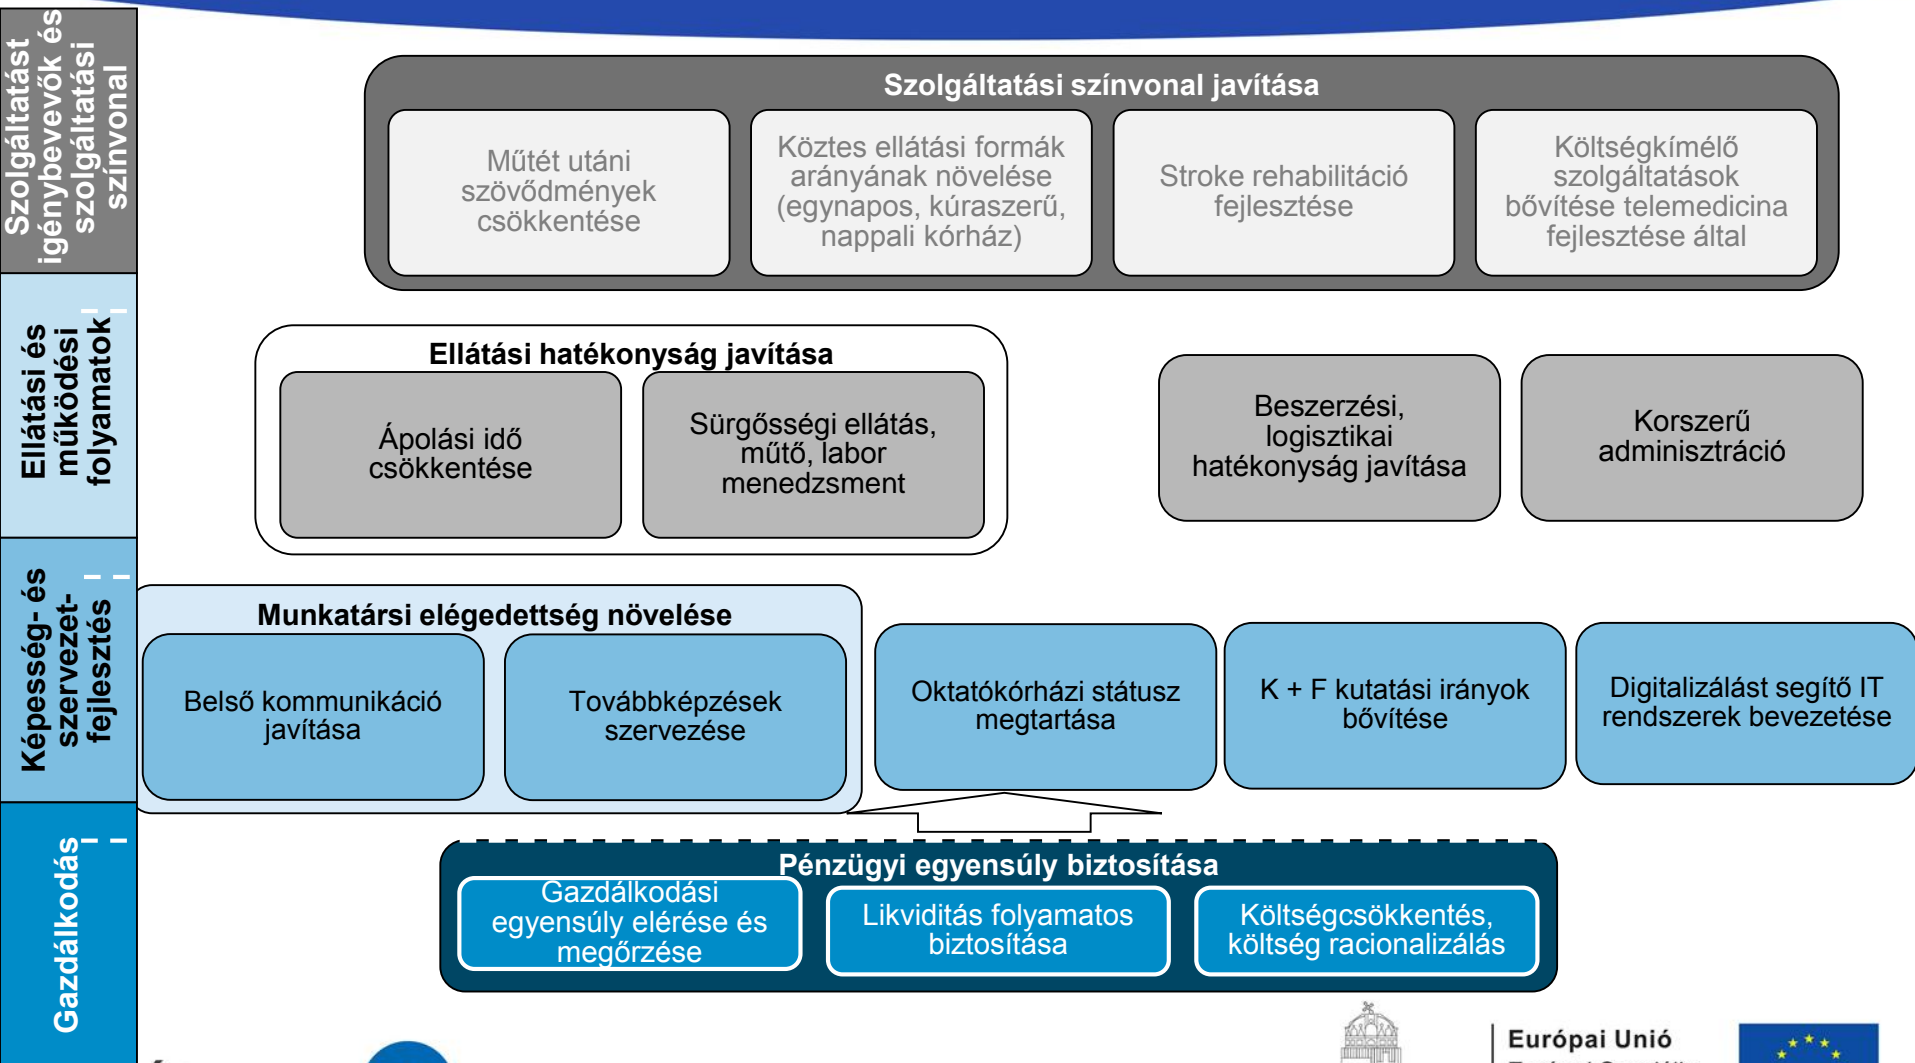 Szolgáltatást
igénybevevők és
szolgáltatási
színvonal
Szolgáltatási színvonal javítása
Műtét utáni
szövődmények
csökkentése
Köztes ellátási formák
arányának növelése
(egynapos, kúraszerű,
nappali kórház)
Stroke rehabilitáció
fejlesztése
Költségkímélő
szolgáltatások
bővítése telemedicina
fejlesztése által
Ellátási és
működési
folyamatok
Ellátási hatékonyság javítása
Ápolási idő
csökkentése
Sürgősségi ellátás,
műtő, labor
menedzsment
Beszerzési,
logisztikai
hatékonyság javítása
Korszerű
adminisztráció
Képesség- és
szervezet-
fejlesztés
Munkatársi elégedettség növelése
Belső kommunikáció
javítása
Továbbképzések
szervezése
Oktatókórházi státusz
megtartása
K + F kutatási irányok
bővítése
Digitalizálást segítő IT
rendszerek bevezetése
Gazdálkodás
Pénzügyi egyensúly biztosítása
Gazdálkodási
egyensúly elérése és
megőrzése
Likviditás folyamatos
biztosítása
Költségcsökkentés,
költség racionalizálás
Európai Unió